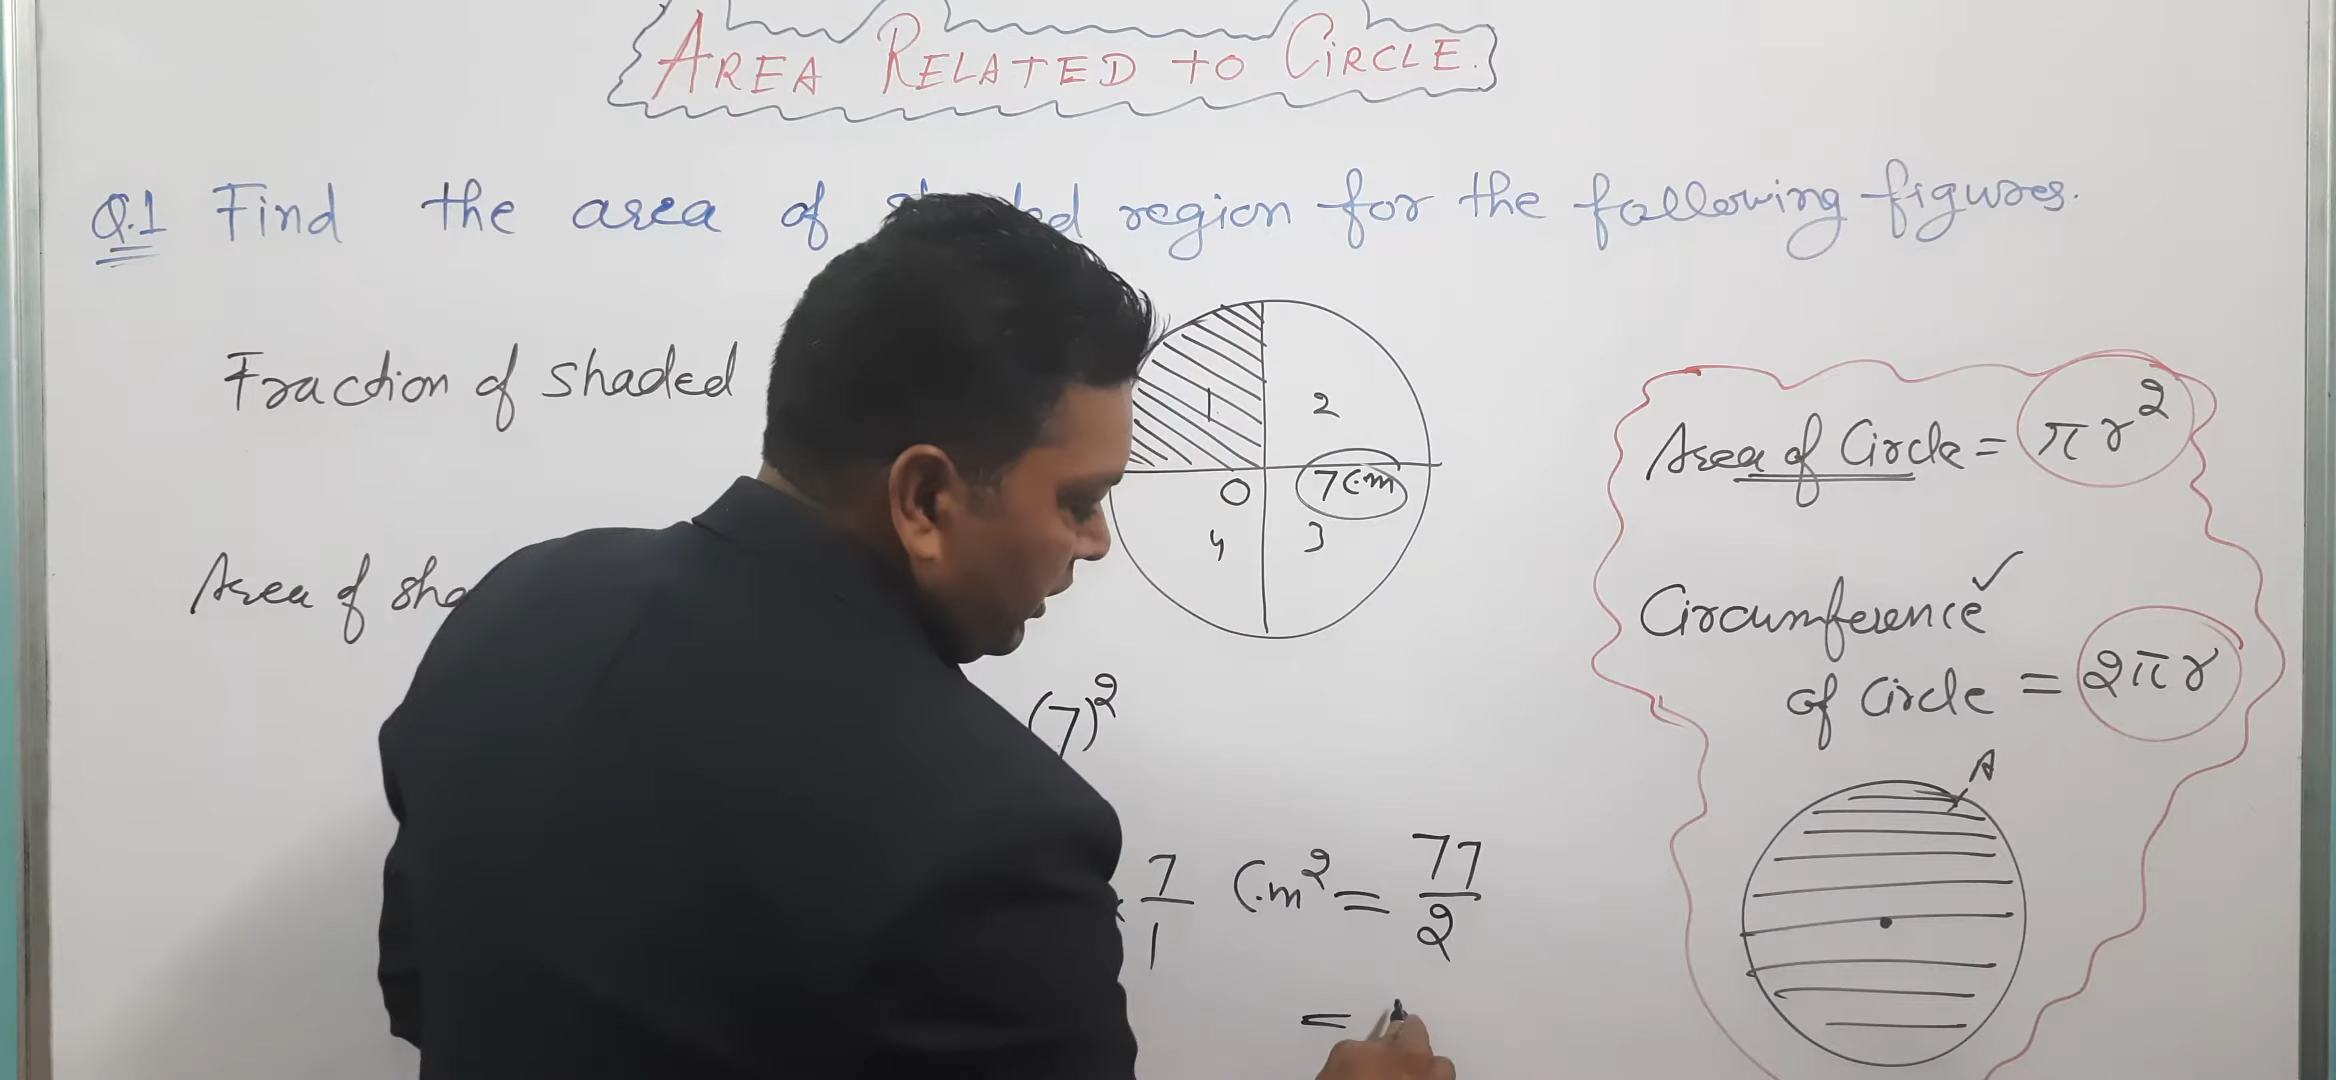 AREA RELATED TO CIRCLE.
Q.1 Find the area of region for the following figures.
Fraction of shaded
1
2
O
7cm
4
3
Area of Circle = πr²
Area of
Circumference ✓
of Circle = 2πr
(7)²
A
7/1 C.m² = 77/2
=